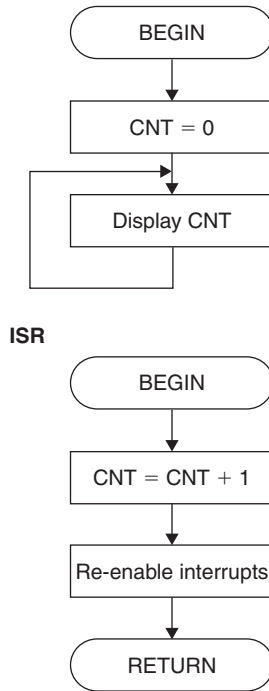 BEGIN
CNT = 0
Display CNT
ISR
BEGIN
CNT = CNT + 1
Re-enable interrupts
RETURN